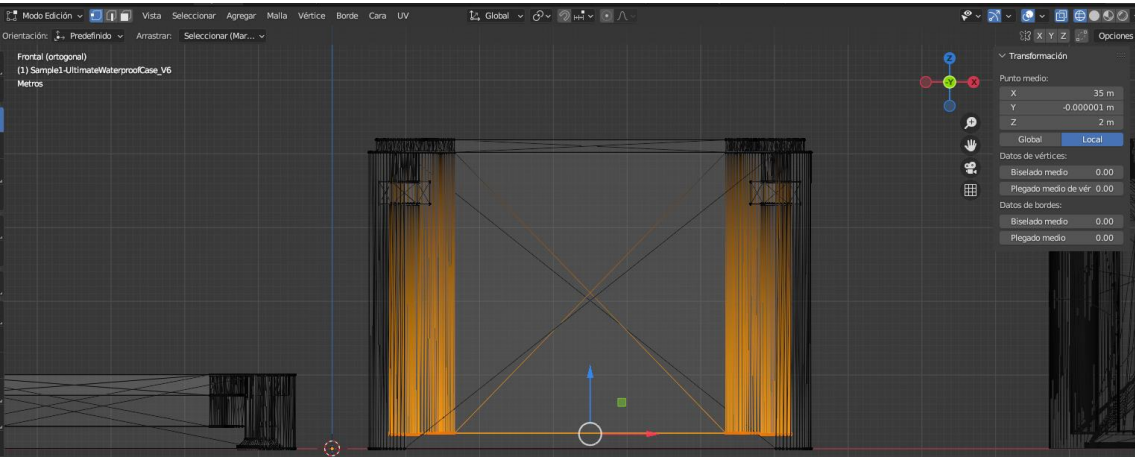 Modo Edición Vista Seleccionar Agregar Malla Vértice Borde Cara UV Global
Orientación: Predefinido Arrastrar: Seleccionar (Mar... X Y Z Opciones
Frontal (ortogonal)
(1) Sample1-UltimateWaterproofCase_V6
Metros
Z
-Y
X
Transformación
Punto medio:
X 35 m
Y -0.000001 m
Z 2 m
Global Local
Datos de vértices:
Biselado medio 0.00
Plegado medio de vér 0.00
Datos de bordes:
Biselado medio 0.00
Plegado medio 0.00